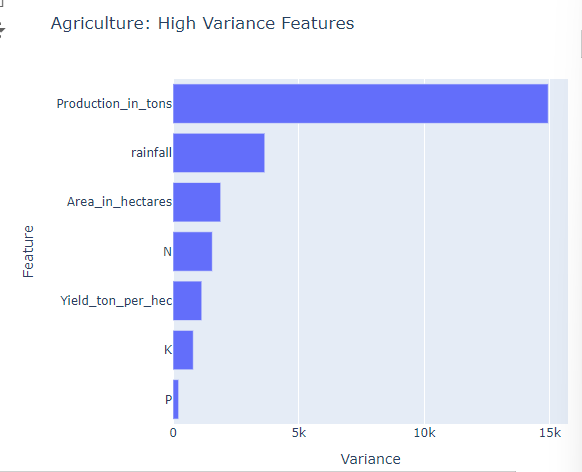 Agriculture: High Variance Features
Production_in_tons
rainfall
Area_in_hectares
N
Yield_ton_per_hec
K
P
Feature
0 5k 10k 15k
Variance